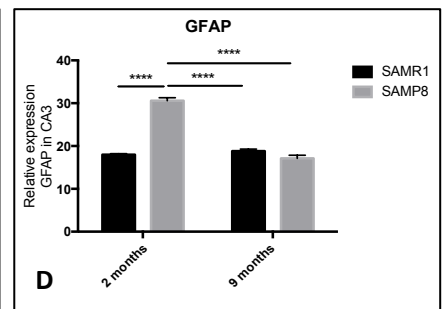 GFAP
****
**** ****
SAMR1
SAMP8
Relative expression
GFAP in CA3
40
30
20
10
0
2 months
9 months
D